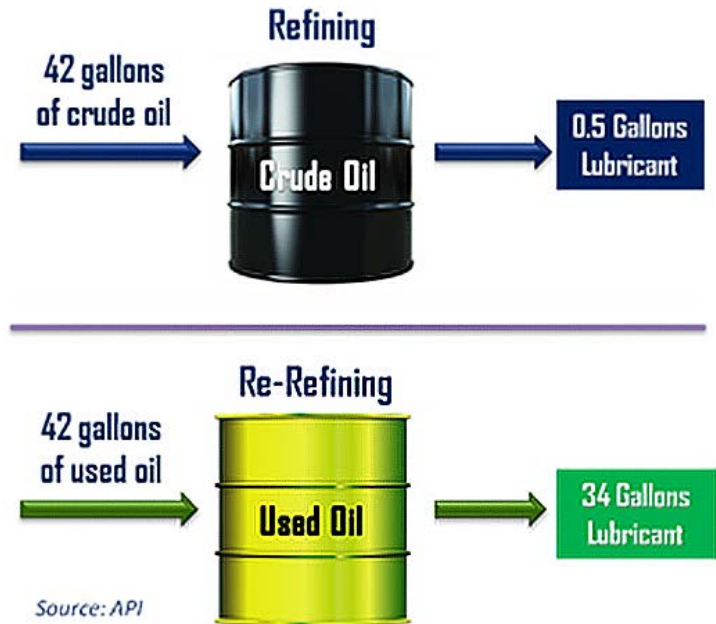 Refining
42 gallons
of crude oil
Crude Oil
0.5 Gallons
Lubricant
Re-Refining
42 gallons
of used oil
Used Oil
34 Gallons
Lubricant
Source: API